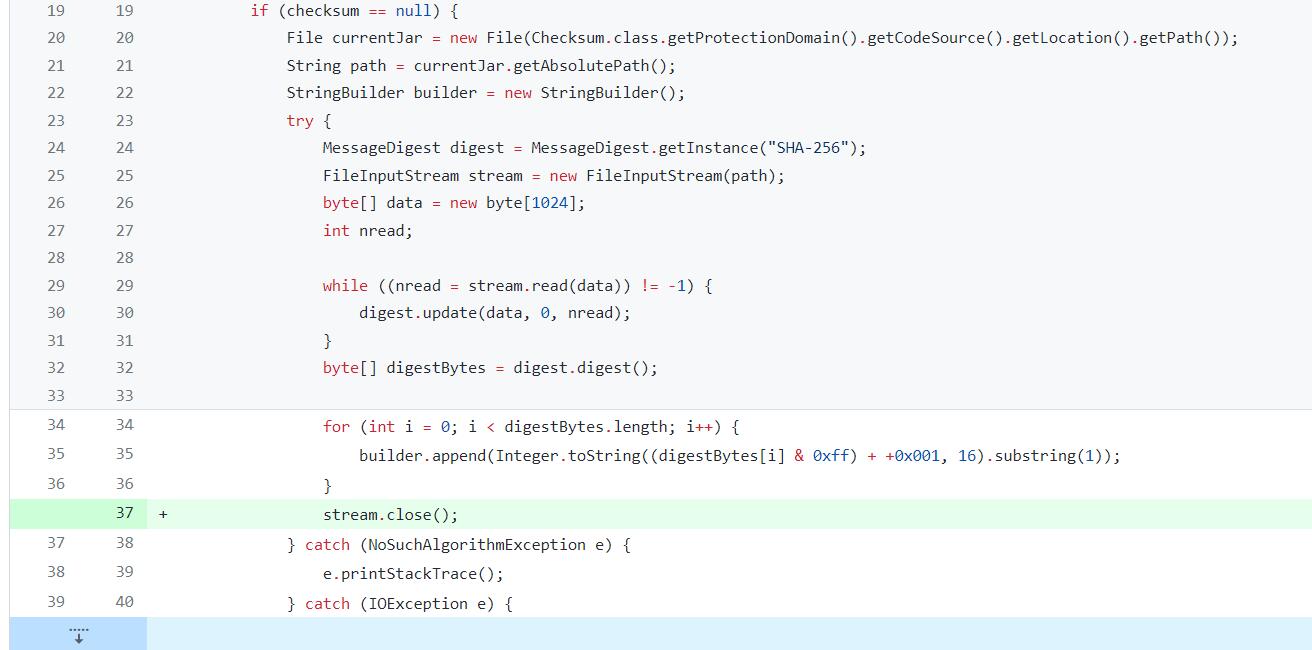 19 19 if (checksum == null) {
20 20 File currentJar = new File(Checksum.class.getProtectionDomain().getCodeSource().getLocation().getPath());
21 21 String path = currentJar.getAbsolutePath();
22 22 StringBuilder builder = new StringBuilder();
23 23 try {
24 24 MessageDigest digest = MessageDigest.getInstance("SHA-256");
25 25 FileInputStream stream = new FileInputStream(path);
26 26 byte[] data = new byte[1024];
27 27 int nread;
28 28
29 29 while ((nread = stream.read(data)) != -1) {
30 30 digest.update(data, 0, nread);
31 31 }
32 32 byte[] digestBytes = digest.digest();
33 33
34 34 for (int i = 0; i < digestBytes.length; i++) {
35 35 builder.append(Integer.toString((digestBytes[i] & 0xff) + +0x001, 16).substring(1));
36 36 }
37 + stream.close();
37 38 } catch (NoSuchAlgorithmException e) {
38 39 e.printStackTrace();
39 40 } catch (IOException e) {